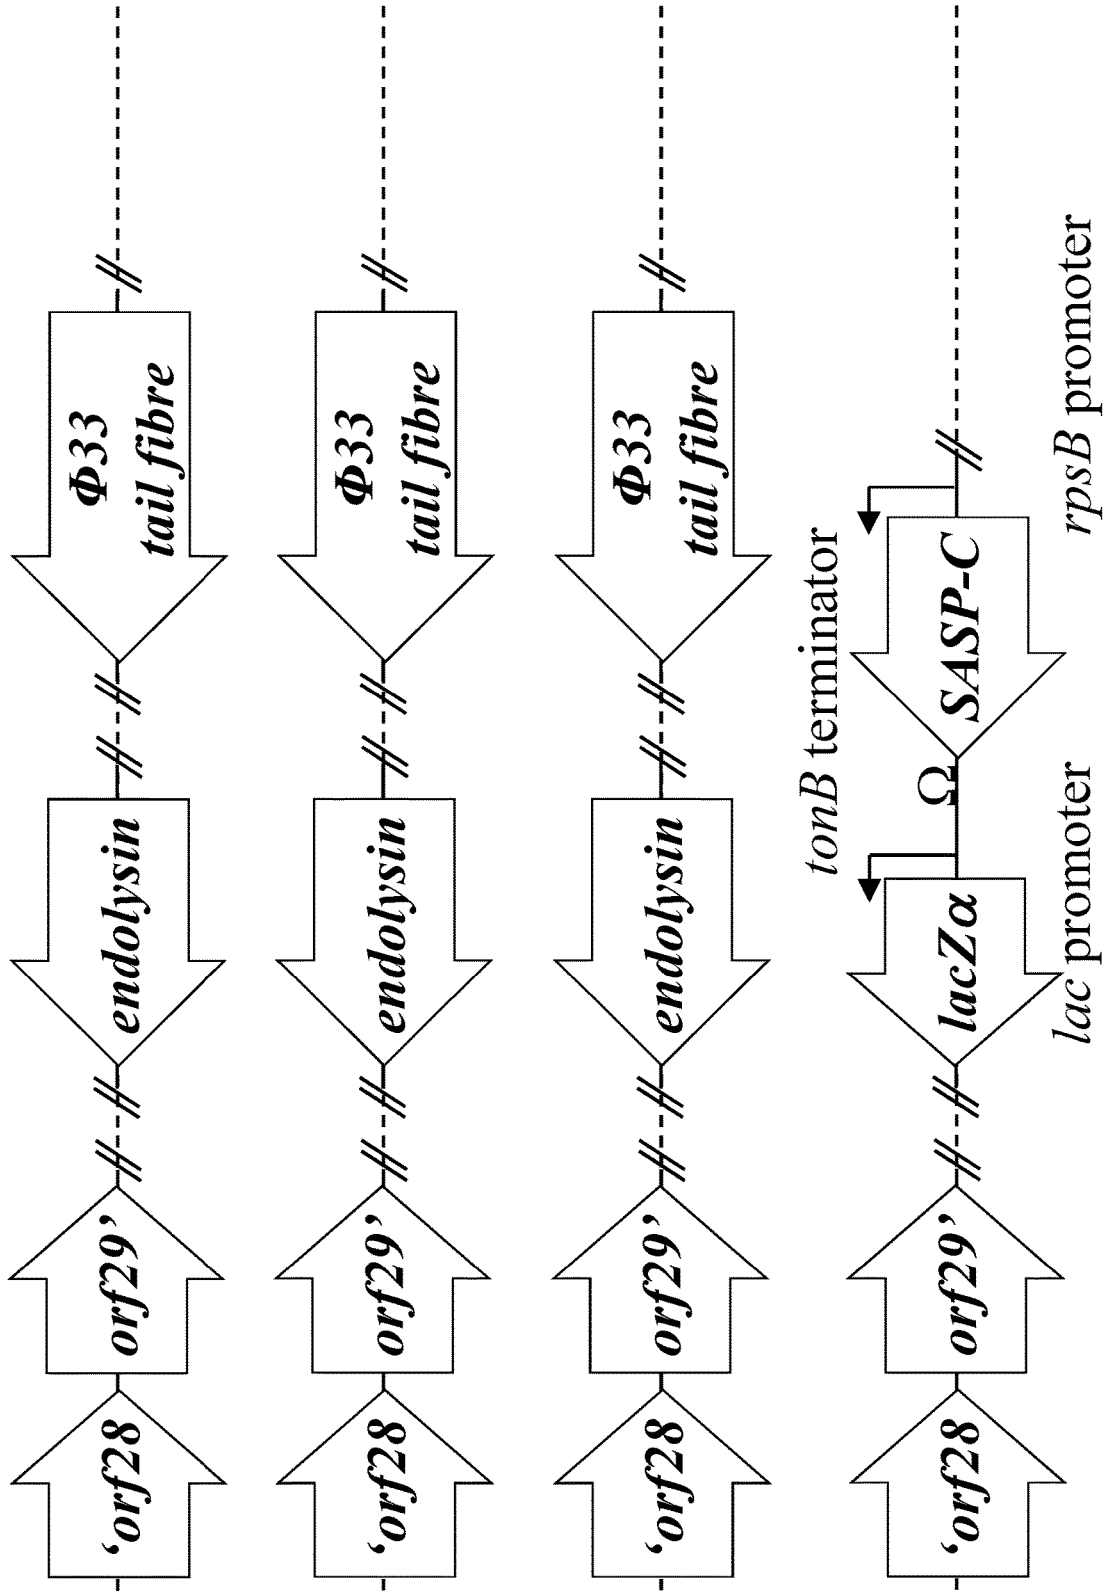 ‘orf28
orf29’
endolysin
Φ33
tail fibre
‘orf28
orf29’
endolysin
Φ33
tail fibre
‘orf28
orf29’
endolysin
Φ33
tail fibre
tonB terminator
‘orf28
orf29’
lacZα
Ω
SASP-C
lac promoter
rpsB promoter